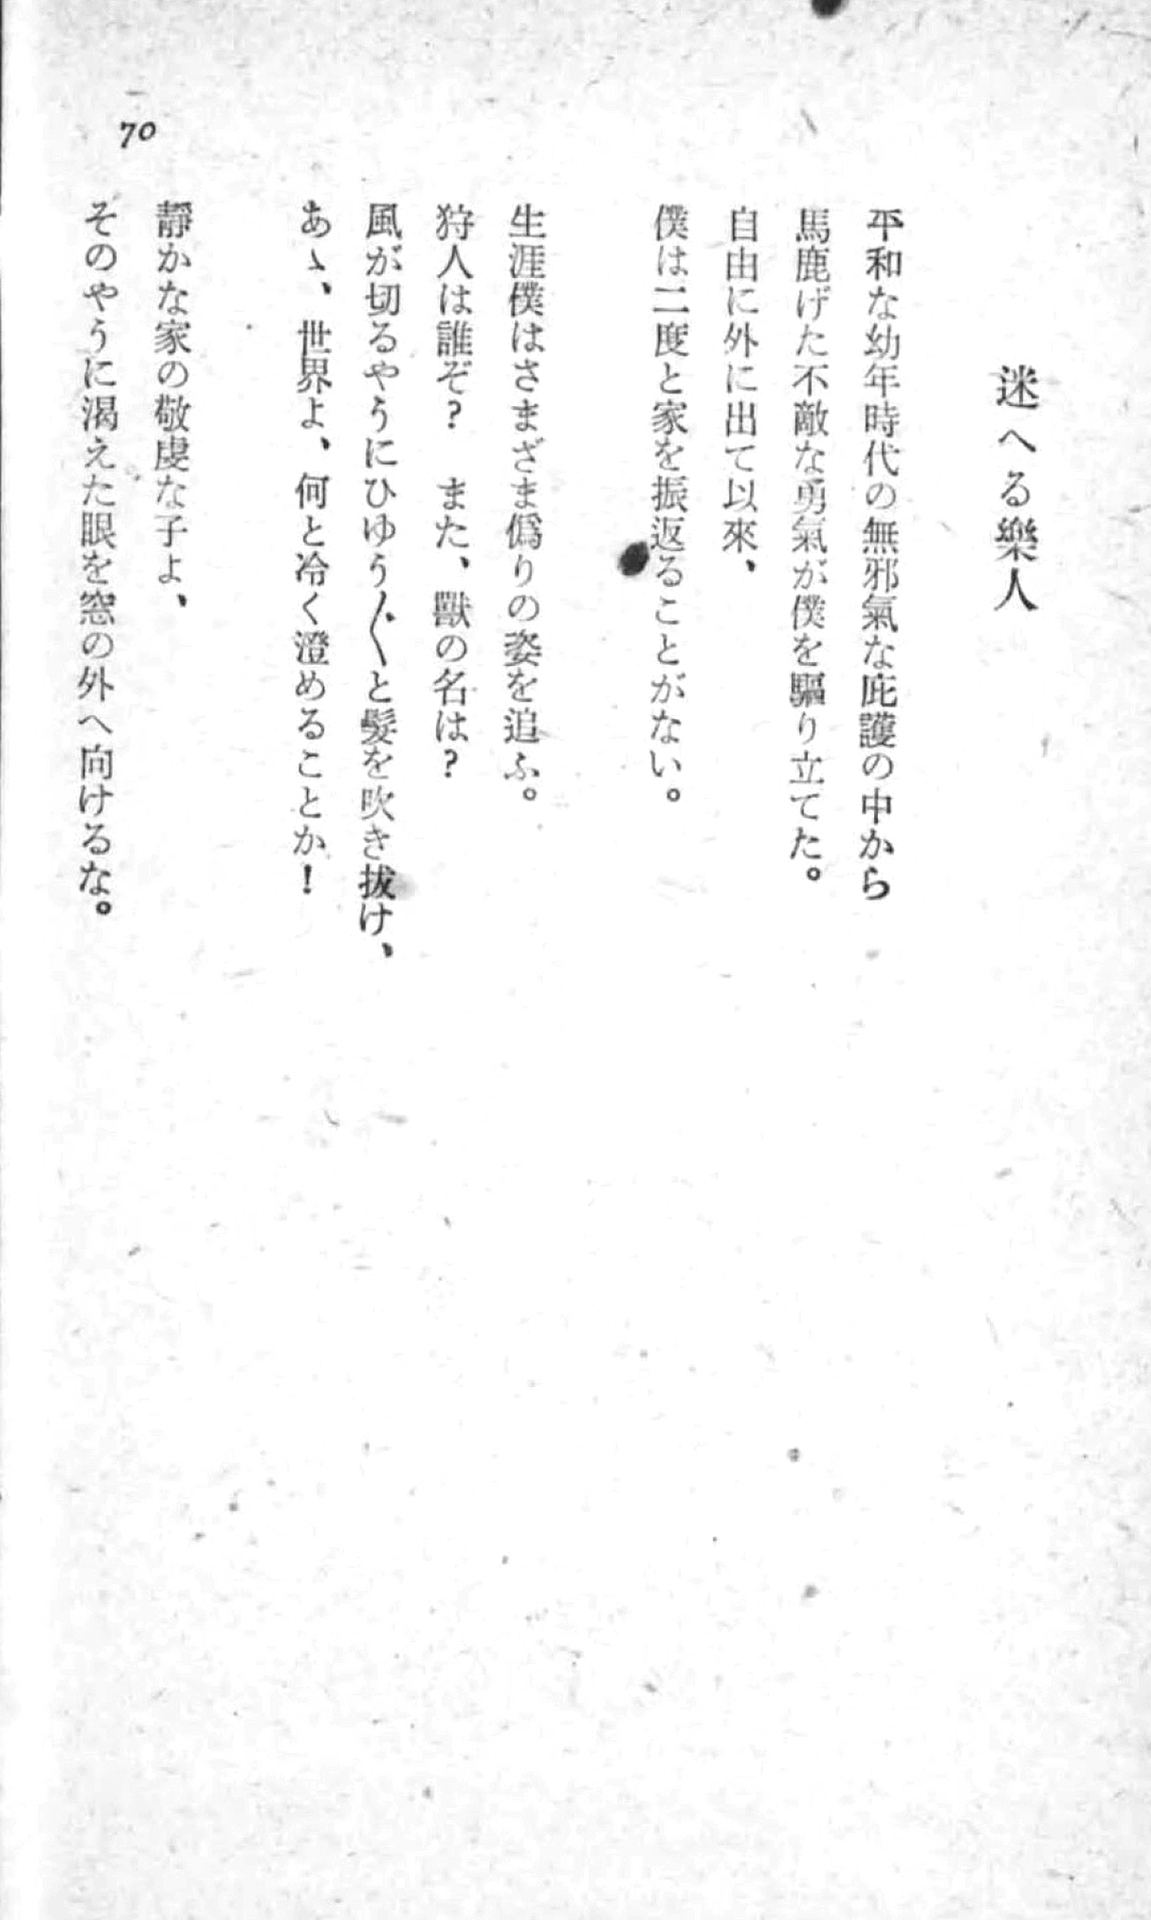 迷へる樂人
平和な幼年時代の無邪氣な庇護の中から
馬鹿げた不敵な勇氣が僕を驅り立てた。
自由に外に出て以來、
僕は二度と家を振返ることがない。
生涯僕はさまざま僞りの姿を追ふ。
狩人は誰ぞ？　また、獸の名は？
風が切るやうにひゆう〳〵と髮を吹き拔け、
あゝ、世界よ、何と冷く澄めることか！
靜かな家の敬虔な子よ、
そのやうに渇えた眼を窓の外へ向けるな。
70